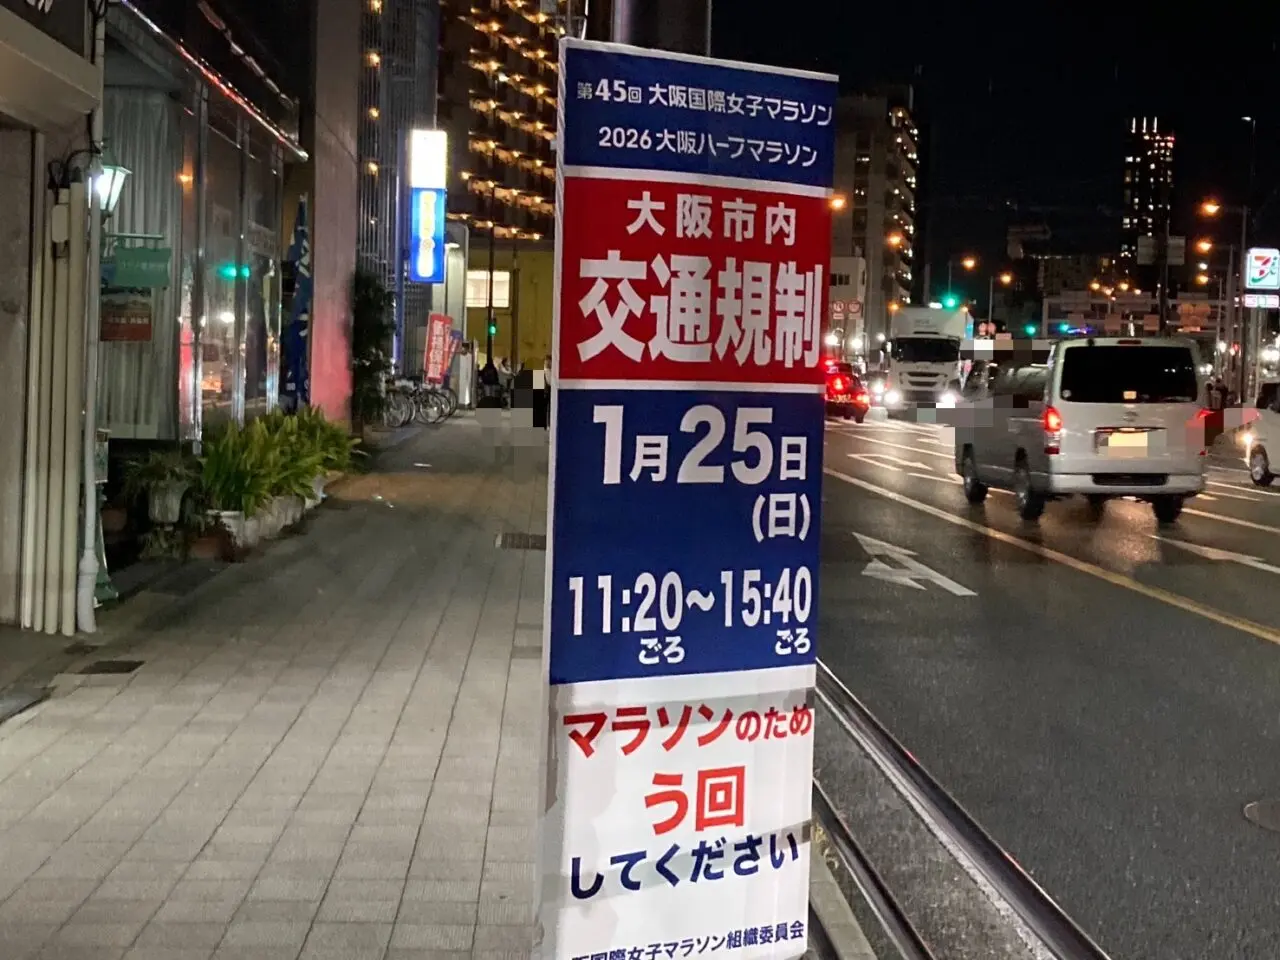 第45回 大阪国際女子マラソン
2026 大阪ハーフマラソン
大阪市内
交通規制
1月25日
(日)
11:20～15:40
ごろ ごろ
マラソンのため
う回
してください
阪国際女子マラソン組織委員会